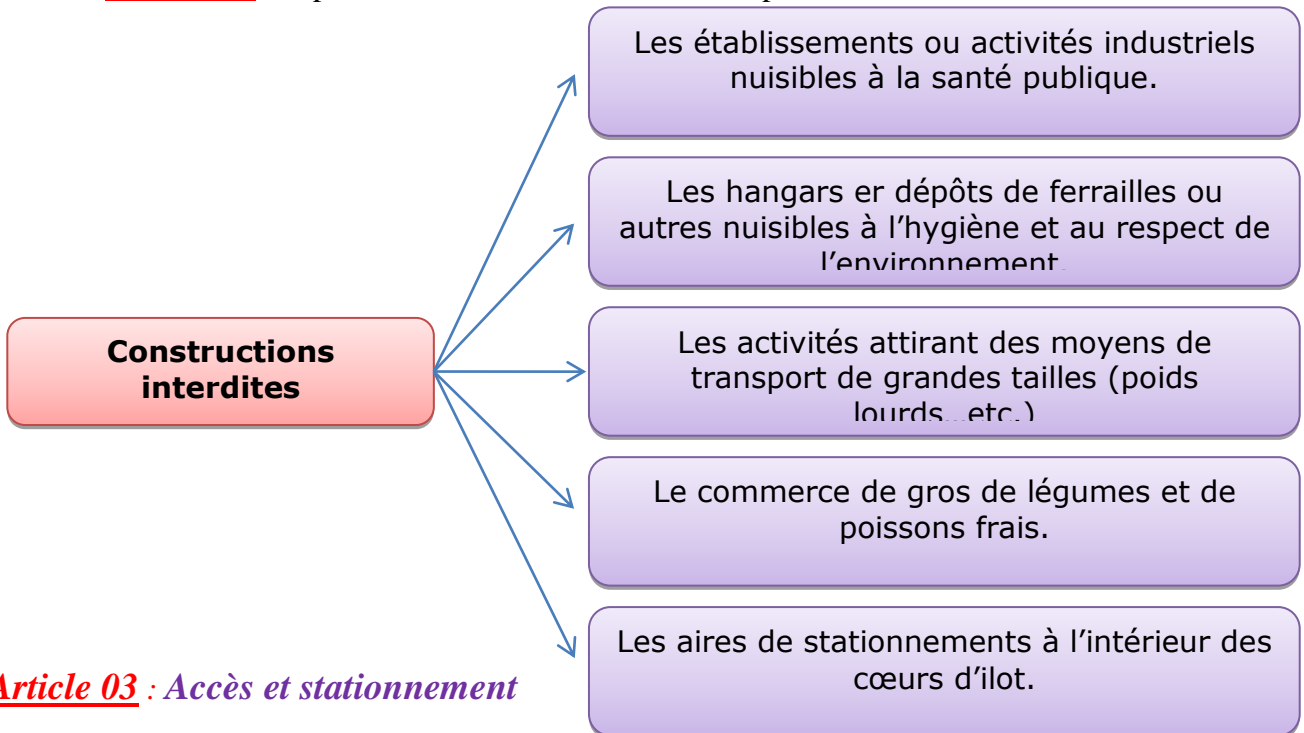 Les établissements ou activités industriels
nuisibles à la santé publique.
Les hangars er dépôts de ferrailles ou
autres nuisibles à l’hygiène et au respect de
l’environnement.
Constructions
interdites
Les activités attirant des moyens de
transport de grandes tailles (poids
lourds…etc.)
Le commerce de gros de légumes et de
poissons frais.
Les aires de stationnements à l’intérieur des
cœurs d’ilot.
Article 03 : Accès et stationnement